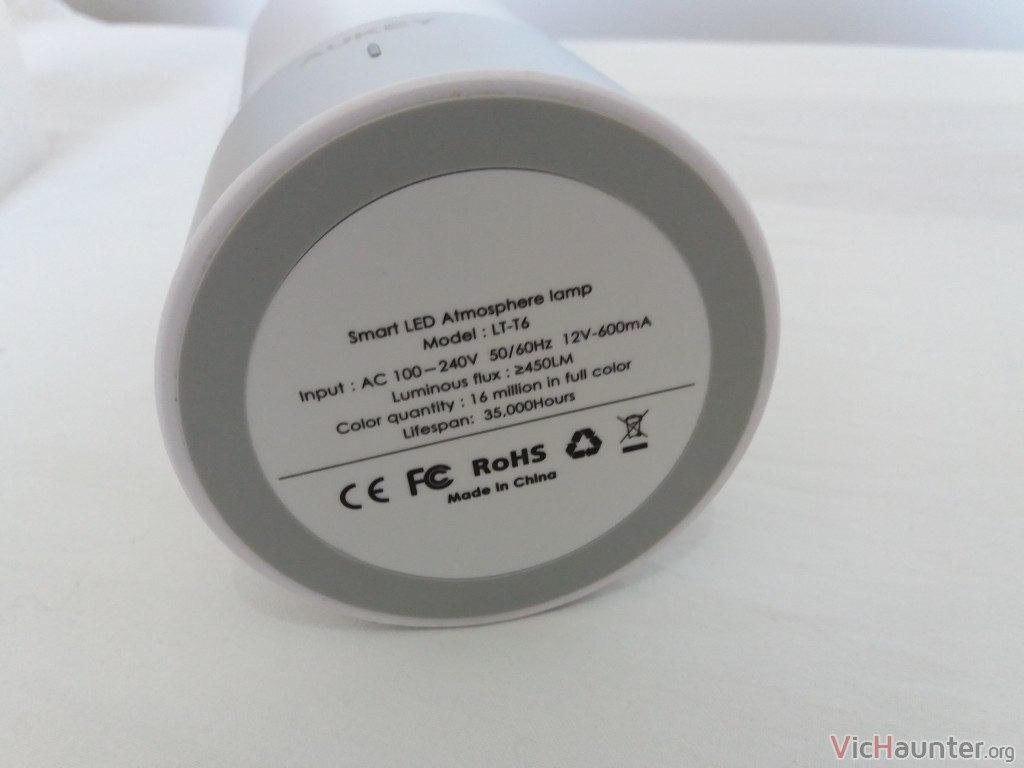 AUKEY
Smart LED Atmosphere lamp
Model : LT-T6
Input : AC 100-240V 50/60Hz 12V-600mA
Luminous flux : ≥450LM
Color quantity : 16 million in full color
Lifespan: 35,000Hours
CE FC RoHS
Made in China
VicHaunter.org